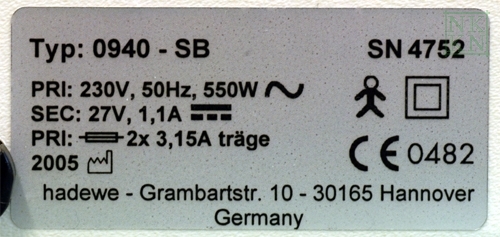 Typ: 0940 - SB SN 4752
PRI: 230V, 50Hz, 550W
SEC: 27V, 1,1A
PRI: 2x 3,15A träge
2005 CE 0482
hadewe - Grambartstr. 10 - 30165 Hannover
Germany